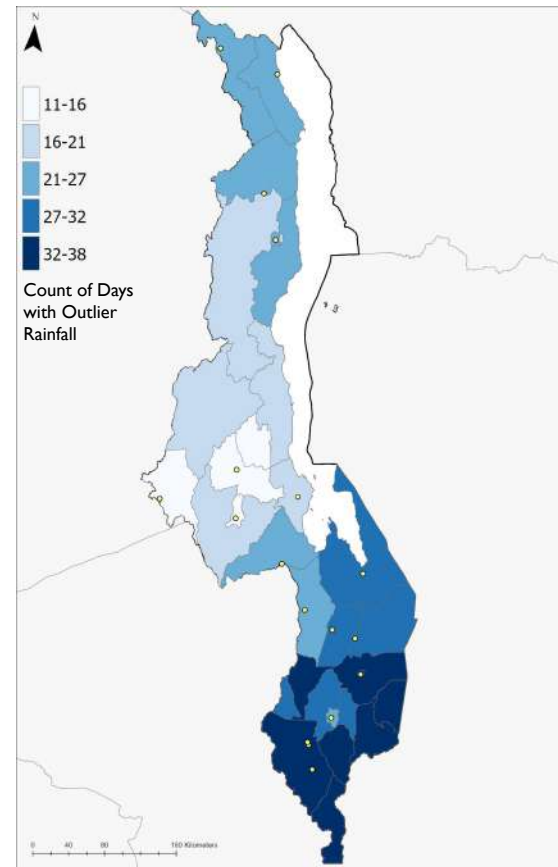 N
11-16
16-21
21-27
27-32
32-38
Count of Days
with Outlier
Rainfall
0 40 80 160 Kilometers